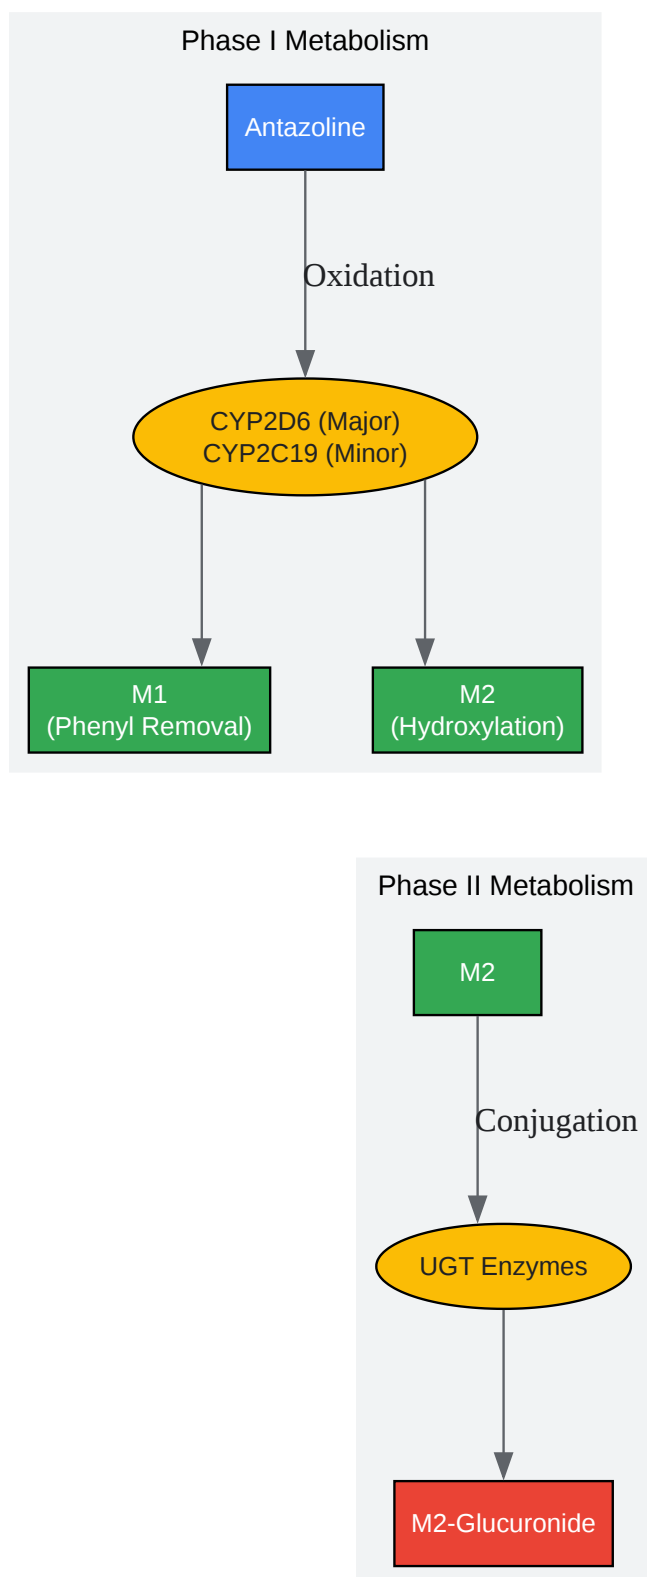 Phase I Metabolism
Antazoline
Oxidation
CYP2D6 (Major)
CYP2C19 (Minor)
M1
(Phenyl Removal)
M2
(Hydroxylation)
Phase II Metabolism
M2
Conjugation
UGT Enzymes
M2-Glucuronide